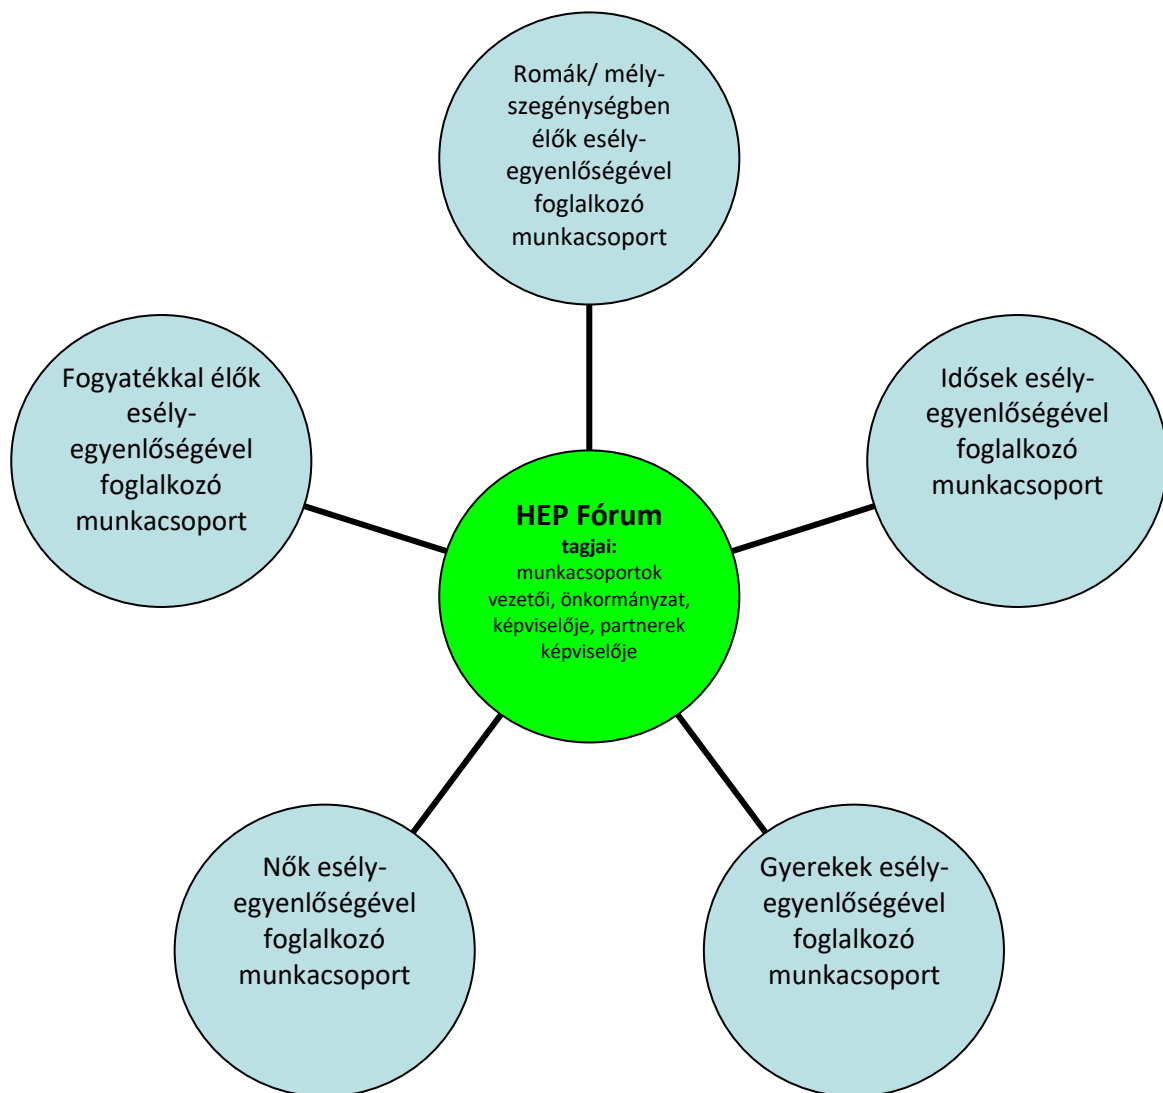 Romák/ mély-
szegénységben
élők esély-
egyenlőségével
foglalkozó
munkacsoport
Fogyatékkal élők
esély-
egyenlőségével
foglalkozó
munkacsoport
Idősek esély-
egyenlőségével
foglalkozó
munkacsoport
HEP Fórum
tagjai:
munkacsoportok
vezetői, önkormányzat,
képviselője, partnerek
képviselője
Nők esély-
egyenlőségével
foglalkozó
munkacsoport
Gyerekek esély-
egyenlőségével
foglalkozó
munkacsoport